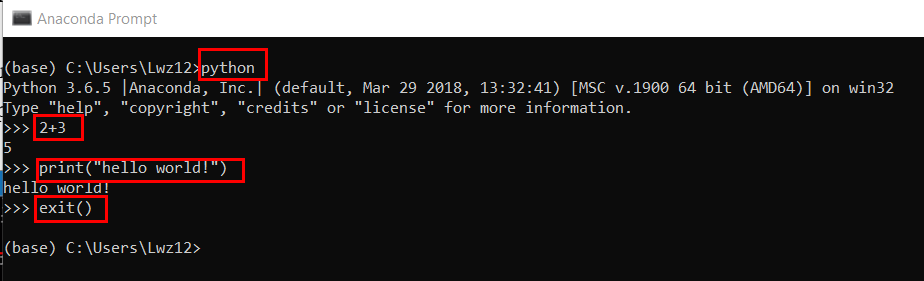 Anaconda Prompt
(base) C:\Users\Lwz12>python
Python 3.6.5 |Anaconda, Inc.| (default, Mar 29 2018, 13:32:41) [MSC v.1900 64 bit (AMD64)] on win32
Type "help", "copyright", "credits" or "license" for more information.
>>> 2+3
5
>>> print("hello world!")
hello world!
>>> exit()
(base) C:\Users\Lwz12>